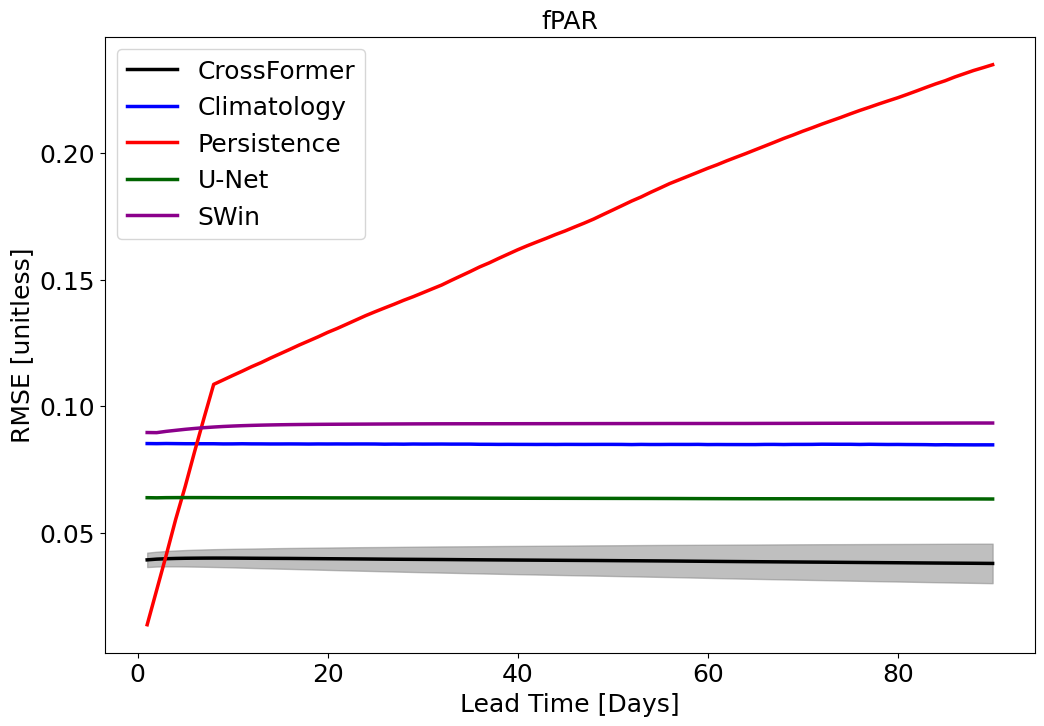 fPAR
CrossFormer
Climatology
Persistence
U-Net
SWin
RMSE [unitless]
0.20
0.15
0.10
0.05
0
20
40
60
80
Lead Time [Days]